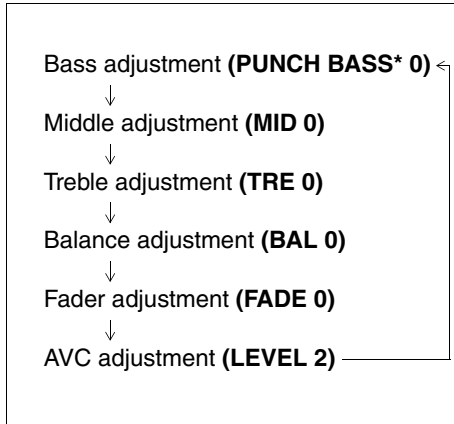 Bass adjustment (PUNCH BASS* 0)
Middle adjustment (MID 0)
Treble adjustment (TRE 0)
Balance adjustment (BAL 0)
Fader adjustment (FADE 0)
AVC adjustment (LEVEL 2)